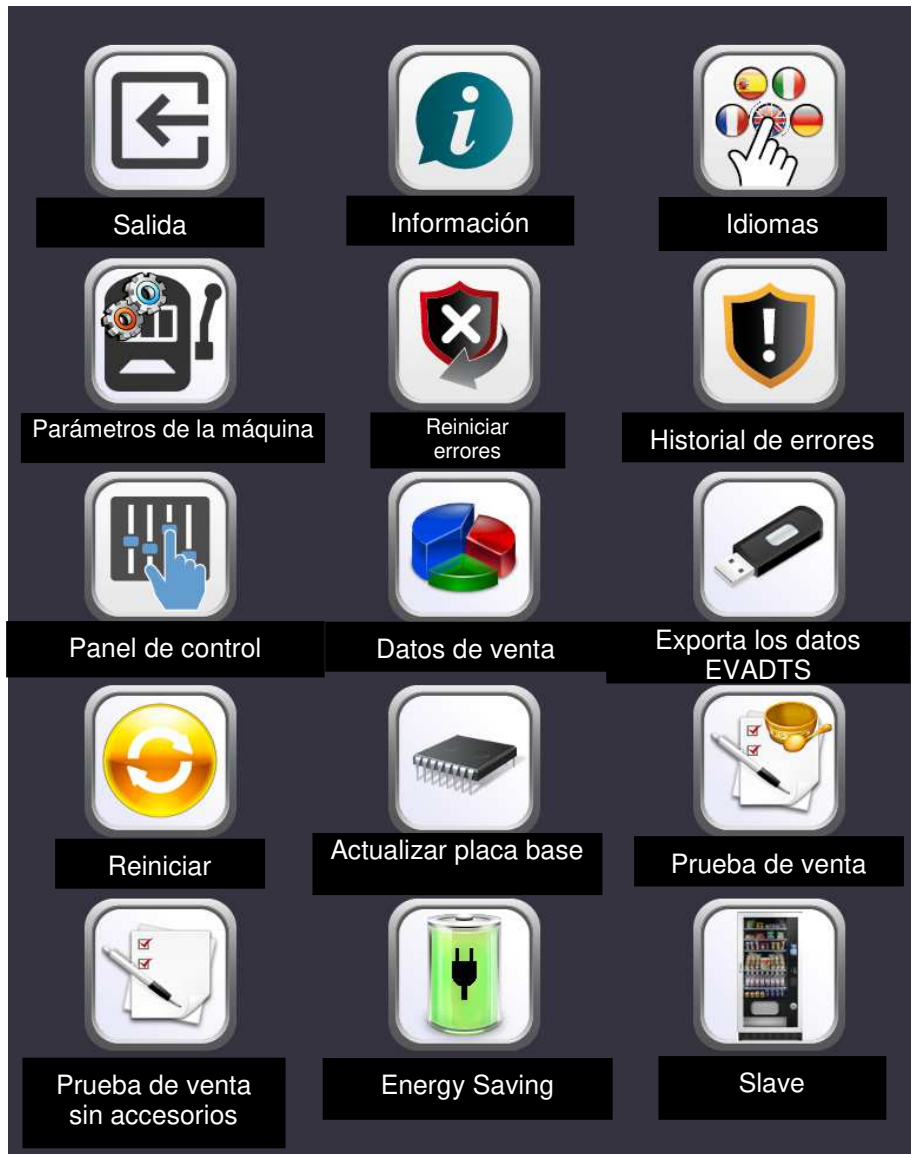 Salida
Información
Idiomas
Parámetros de la máquina
Reiniciar
errores
Historial de errores
Panel de control
Datos de venta
Exporta los datos
EVADTS
Reiniciar
Actualizar placa base
Prueba de venta
Prueba de venta
sin accesorios
Energy Saving
Slave